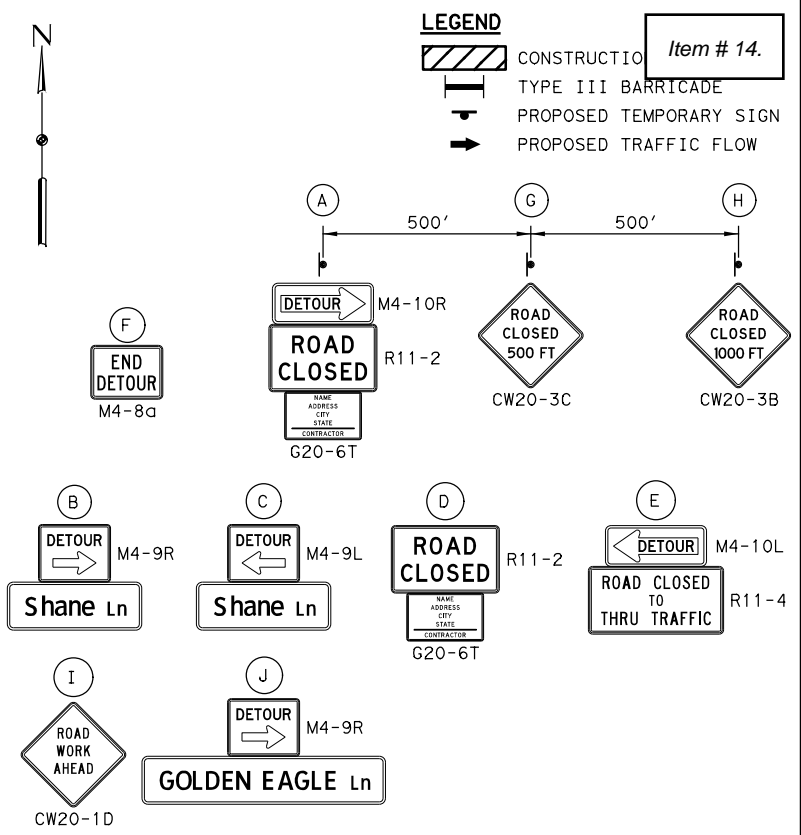 N
LEGEND
Item # 14.
CONSTRUCTIO
TYPE III BARRICADE
PROPOSED TEMPORARY SIGN
PROPOSED TRAFFIC FLOW
A
G
H
500'
500'
DETOUR
M4-10R
ROAD
CLOSED
R11-2
NAME
ADDRESS
CITY
STATE
CONTRACTOR
G20-6T
ROAD
CLOSED
500 FT
CW20-3C
ROAD
CLOSED
1000 FT
CW20-3B
F
END
DETOUR
M4-8a
B
DETOUR
M4-9R
Shane Ln
C
DETOUR
M4-9L
Shane Ln
D
ROAD
CLOSED
R11-2
NAME
ADDRESS
CITY
STATE
CONTRACTOR
G20-6T
E
DETOUR
M4-10L
ROAD CLOSED
TO
THRU TRAFFIC
R11-4
I
ROAD
WORK
AHEAD
CW20-1D
J
DETOUR
M4-9R
GOLDEN EAGLE Ln